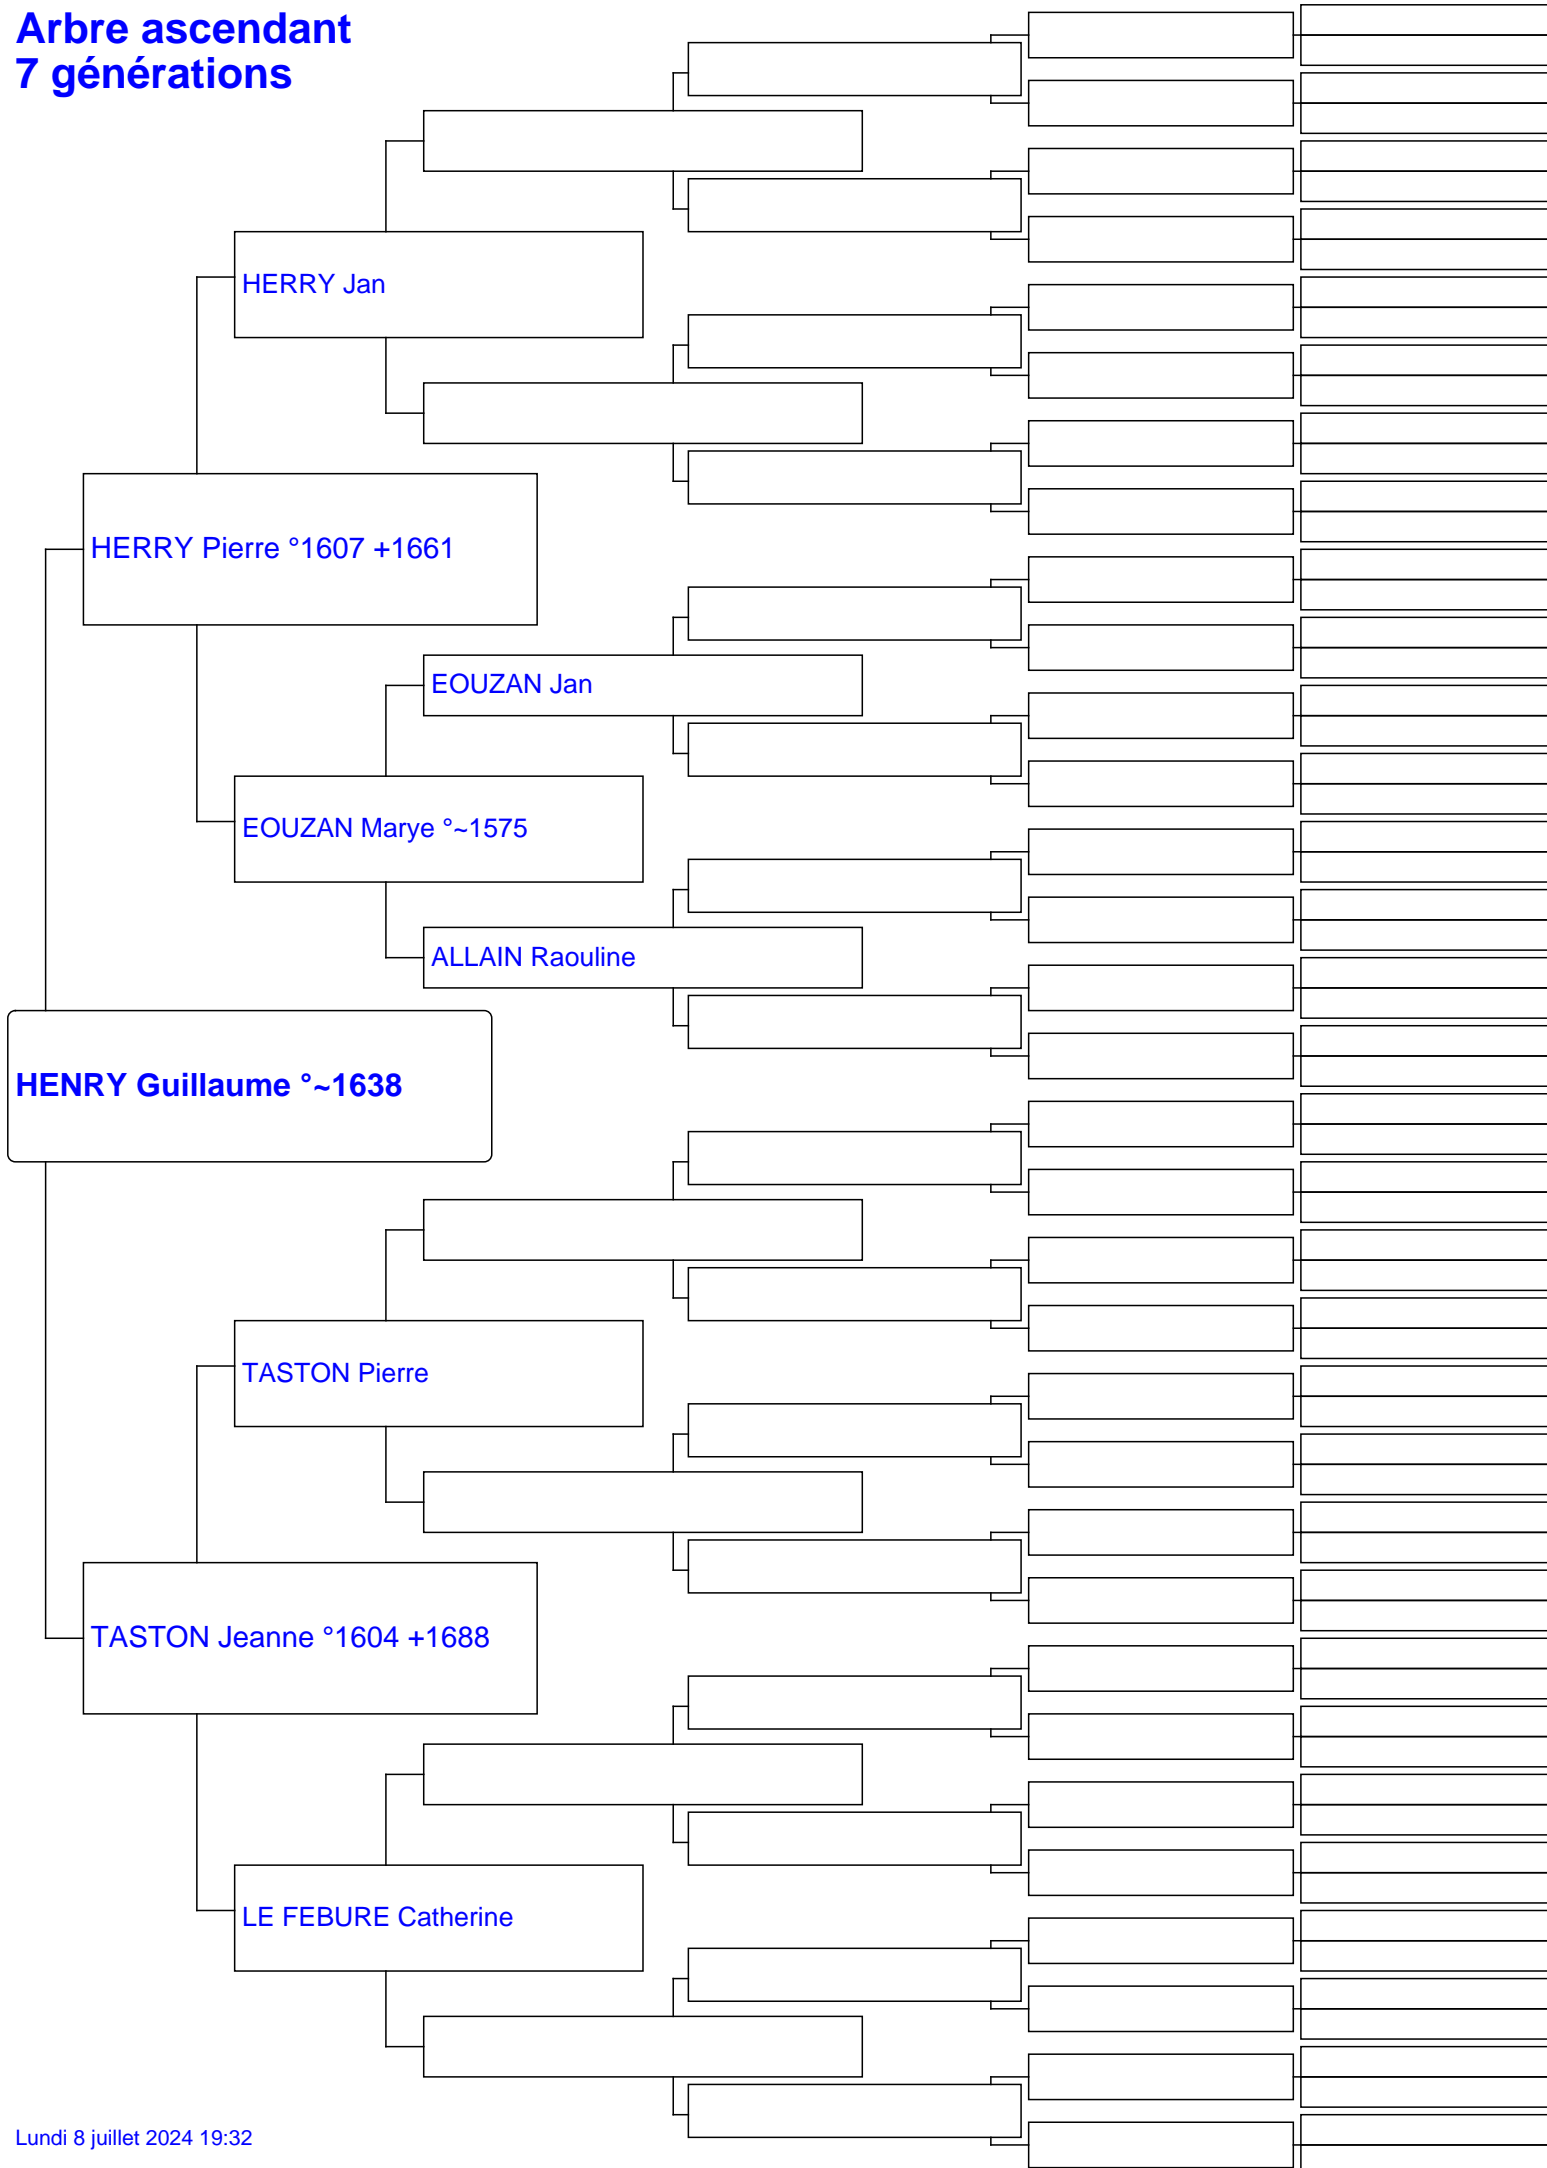 Arbre ascendant
7 générations
HERRY Jan
HERRY Pierre °1607 +1661
EOUZAN Jan
EOUZAN Marye °~1575
ALLAIN Raouline
HENRY Guillaume °~1638
TASTON Pierre
TASTON Jeanne °1604 +1688
LE FEBURE Catherine
Lundi 8 juillet 2024 19:32